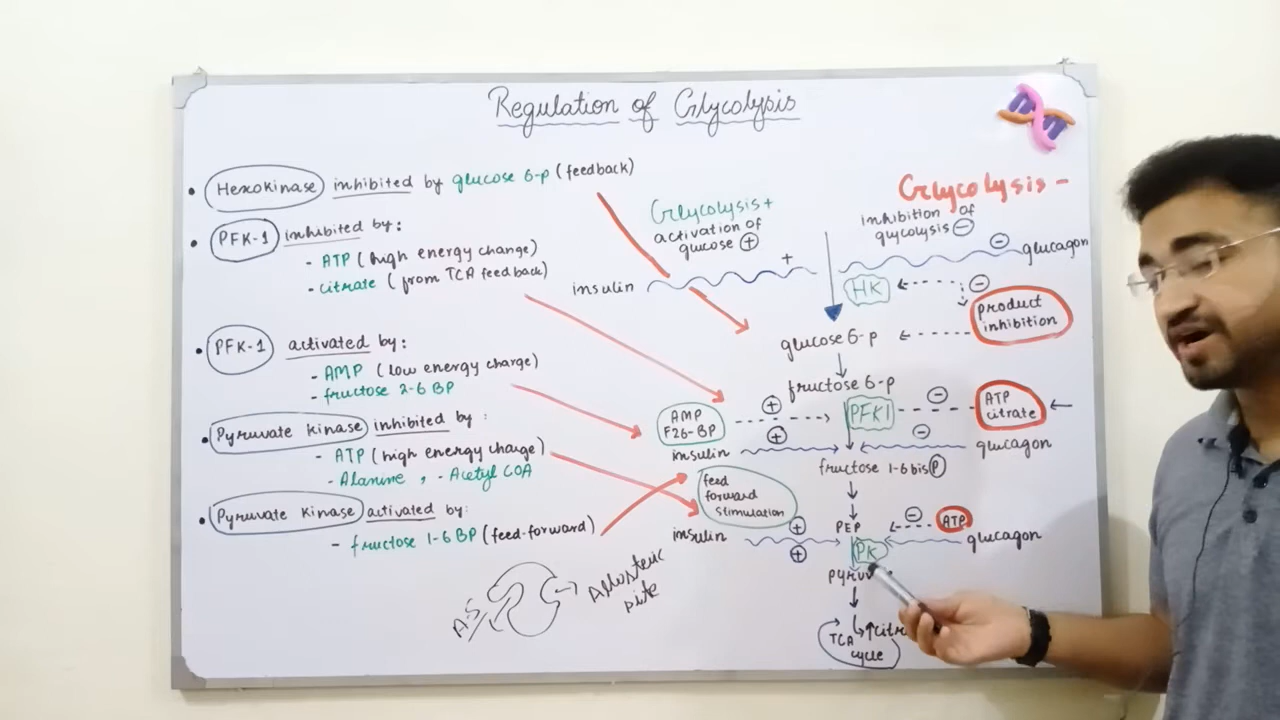 Regulation of Glycolysis
• Hexokinase inhibited by glucose 6-p (feedback)
• PFK-1 inhibited by:
- ATP (high energy change)
- citrate (from TCA feedback)
• PFK-1 activated by:
- AMP (low energy charge)
- fructose 2-6 BP
• Pyruvate kinase inhibited by:
- ATP (high energy charge)
- Alanine, - Acetyl COA
• Pyruvate kinase activated by:
- fructose 1-6 BP (feed-forward)
A.S
Allosteric
site
Glycolysis +
activation of
glucose +
insulin
+
Glycolysis -
inhibition of
glycolysis -
- glucagon
HK
-
product
inhibition
glucose 6-p
fructose 6-p
AMP
F26-BP
+
PFK1
-
ATP
citrate
insulin
+
-
glucagon
fructose 1-6 bis P
feed
forward
stimulation
PEP
- ATP
insulin
+
+
PK
glucagon
TCA
cycle